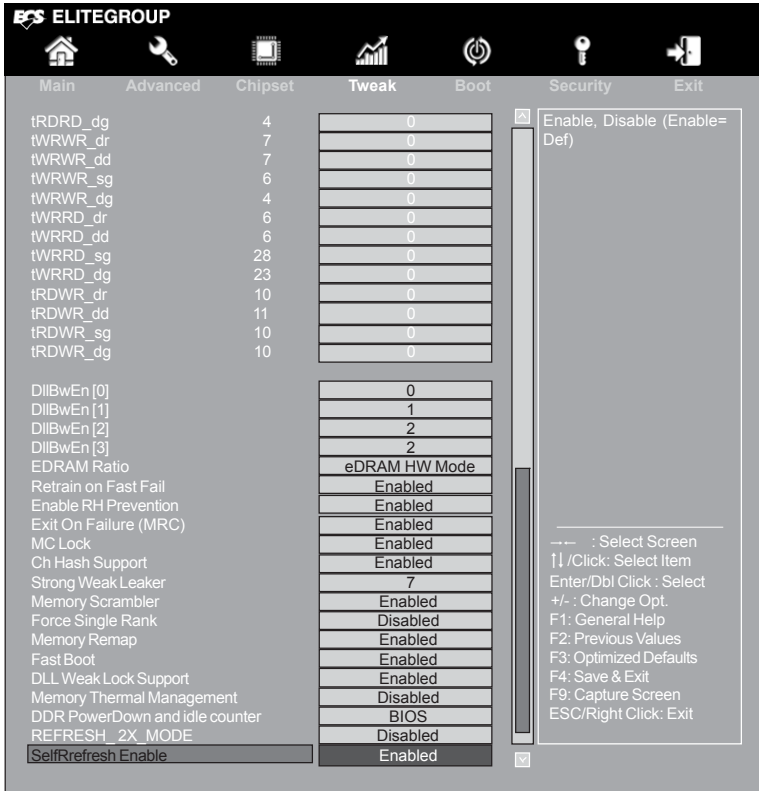 ECS ELITEGROUP
Main Advanced Chipset Tweak Boot Security Exit
tRDRD_dg 4 0
tWRWR_dr 7 0
tWRWR_dd 7 0
tWRWR_sg 6 0
tWRWR_dg 4 0
tWRRD_dr 6 0
tWRRD_dd 6 0
tWRRD_sg 28 0
tWRRD_dg 23 0
tRDWR_dr 10 0
tRDWR_dd 11 0
tRDWR_sg 10 0
tRDWR_dg 10 0
DllBwEn [0] 0
DllBwEn [1] 1
DllBwEn [2] 2
DllBwEn [3] 2
EDRAM Ratio eDRAM HW Mode
Retrain on Fast Fail Enabled
Enable RH Prevention Enabled
Exit On Failure (MRC) Enabled
MC Lock Enabled
Ch Hash Support Enabled
Strong Weak Leaker 7
Memory Scrambler Enabled
Force Single Rank Disabled
Memory Remap Enabled
Fast Boot Enabled
DLL Weak Lock Support Enabled
Memory Thermal Management Disabled
DDR PowerDown and idle counter BIOS
REFRESH_ 2X_MODE Disabled
SelfRrefresh Enable Enabled
Enable, Disable (Enable=
Def)
→← : Select Screen
↑↓/Click: Select Item
Enter/Dbl Click : Select
+/- : Change Opt.
F1: General Help
F2: Previous Values
F3: Optimized Defaults
F4: Save & Exit
F9: Capture Screen
ESC/Right Click: Exit